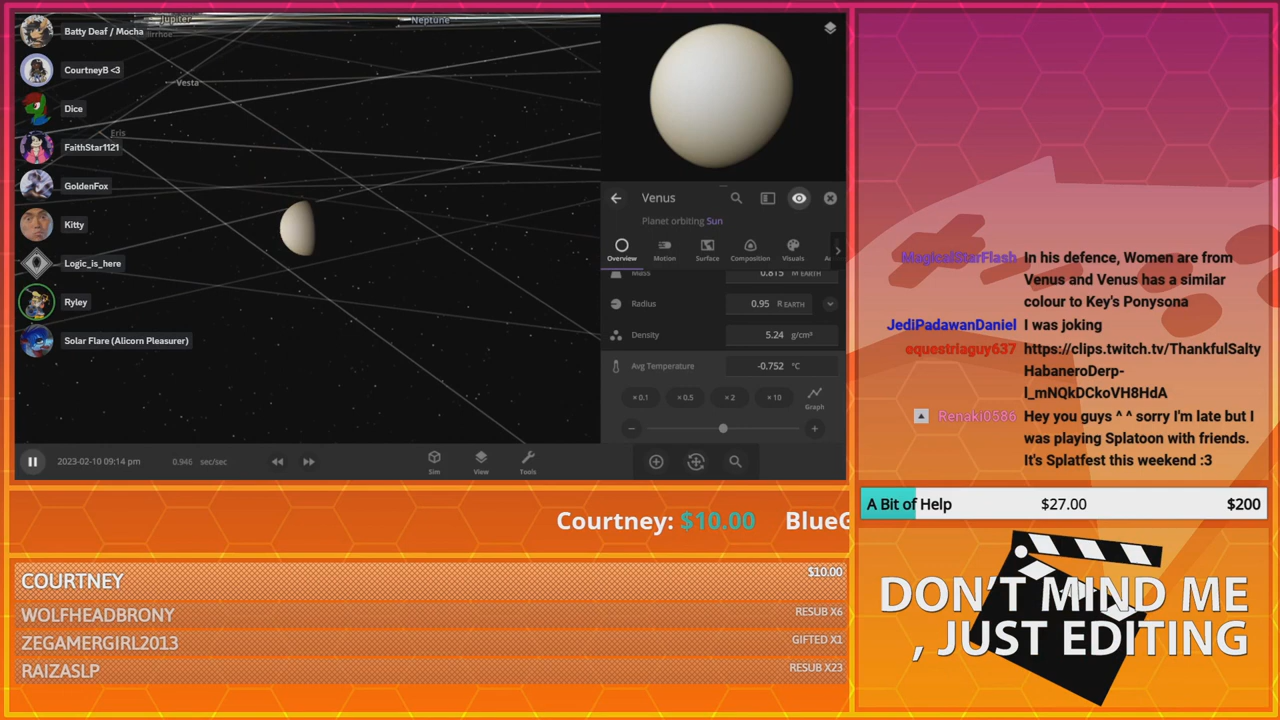 Jupiter
Neptune
Batty Deaf / Mocha
CourtneyB <3
Vesta
Dice
Eris
FaithStar1121
GoldenFox
Kitty
Logic_is_here
Ryley
Solar Flare (Alicorn Pleasurer)
Venus
Planet orbiting Sun
Overview
Motion
Surface
Composition
Visuals
Mass 0.815 M EARTH
Radius 0.95 R EARTH
Density 5.24 g/cm³
Avg Temperature -0.752 °C
× 0.1 × 0.5 × 2 × 10 Graph
2023-02-10 09:14 pm 0.946 sec/sec
Sim View Tools
MagicalStarFlash In his defence, Women are from
Venus and Venus has a similar
colour to Key's Ponysona
JediPadawanDaniel I was joking
equestriaguy637 https://clips.twitch.tv/ThankfulSalty
HabaneroDerp-
l_mNQkDCkoVH8HdA
Renaki0586 Hey you guys ^ ^ sorry I'm late but I
was playing Splatoon with friends.
It's Splatfest this weekend :3
A Bit of Help $27.00 $200
Courtney: $10.00 BlueG
COURTNEY $10.00
WOLFHEADBRONY RESUB X6
ZEGAMERGIRL2013 GIFTED X1
RAIZASLP RESUB X23
DON'T MIND ME
, JUST EDITING